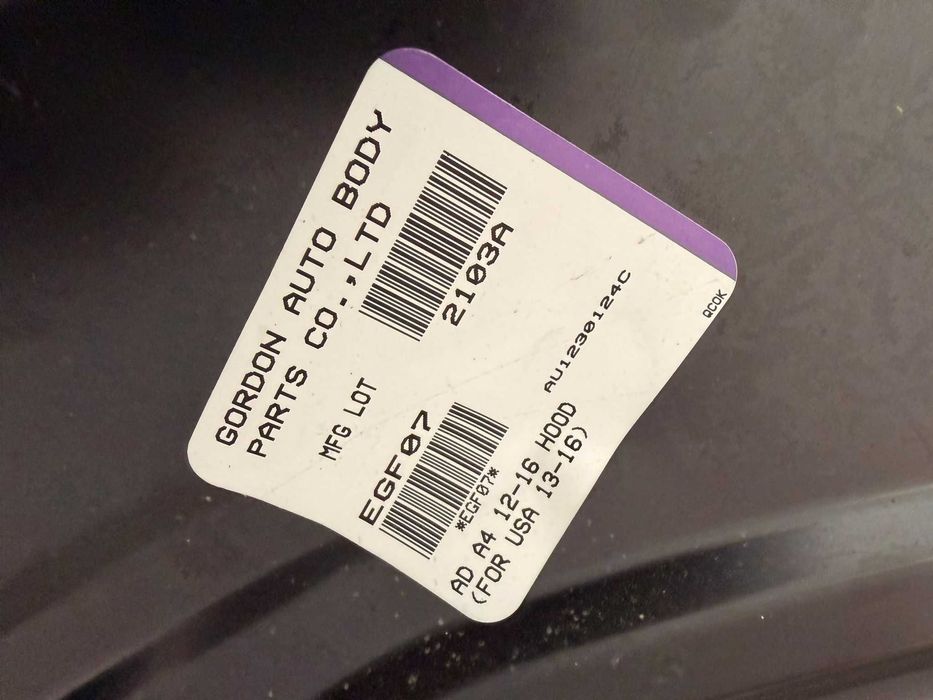 GORDON AUTO BODY
PARTS CO.,LTD
MFG LOT
2103A
EGF07
*EGF07*
AU1230124C
AD A4 12-16 HOOD
(FOR USA 13-16)
QCOK